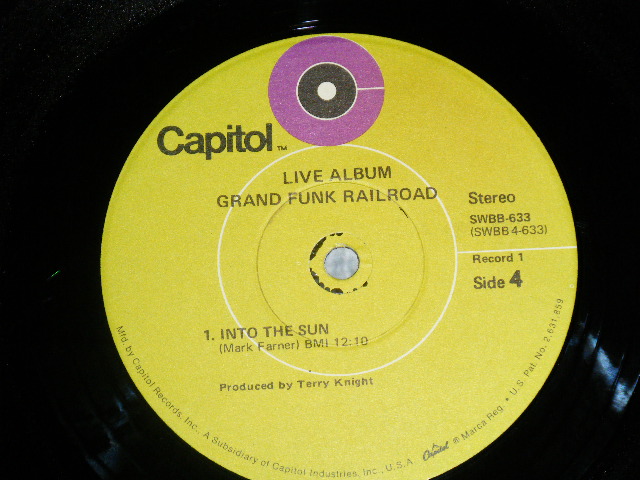 Capitol TM
LIVE ALBUM
GRAND FUNK RAILROAD
Stereo
SWBB-633
(SWBB 4-633)
Record 1
Side 4
1. INTO THE SUN
(Mark Farner) BMI 12:10
Produced by Terry Knight
Mfd. by Capitol Records, Inc., A Subsidiary of Capitol Industries, Inc., U.S.A. Capitol ® Marca Reg. • U.S. Pat. No. 2,631,859